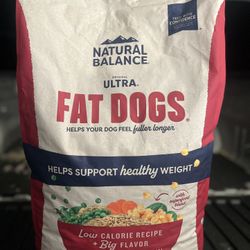 NATURAL
BALANCE
ORIGINAL
ULTRA
FAT DOGS
HELPS YOUR DOG FEEL fuller longer
HELPS SUPPORT healthy WEIGHT
LOW CALORIE RECIPE
+ BIG FLAVOR